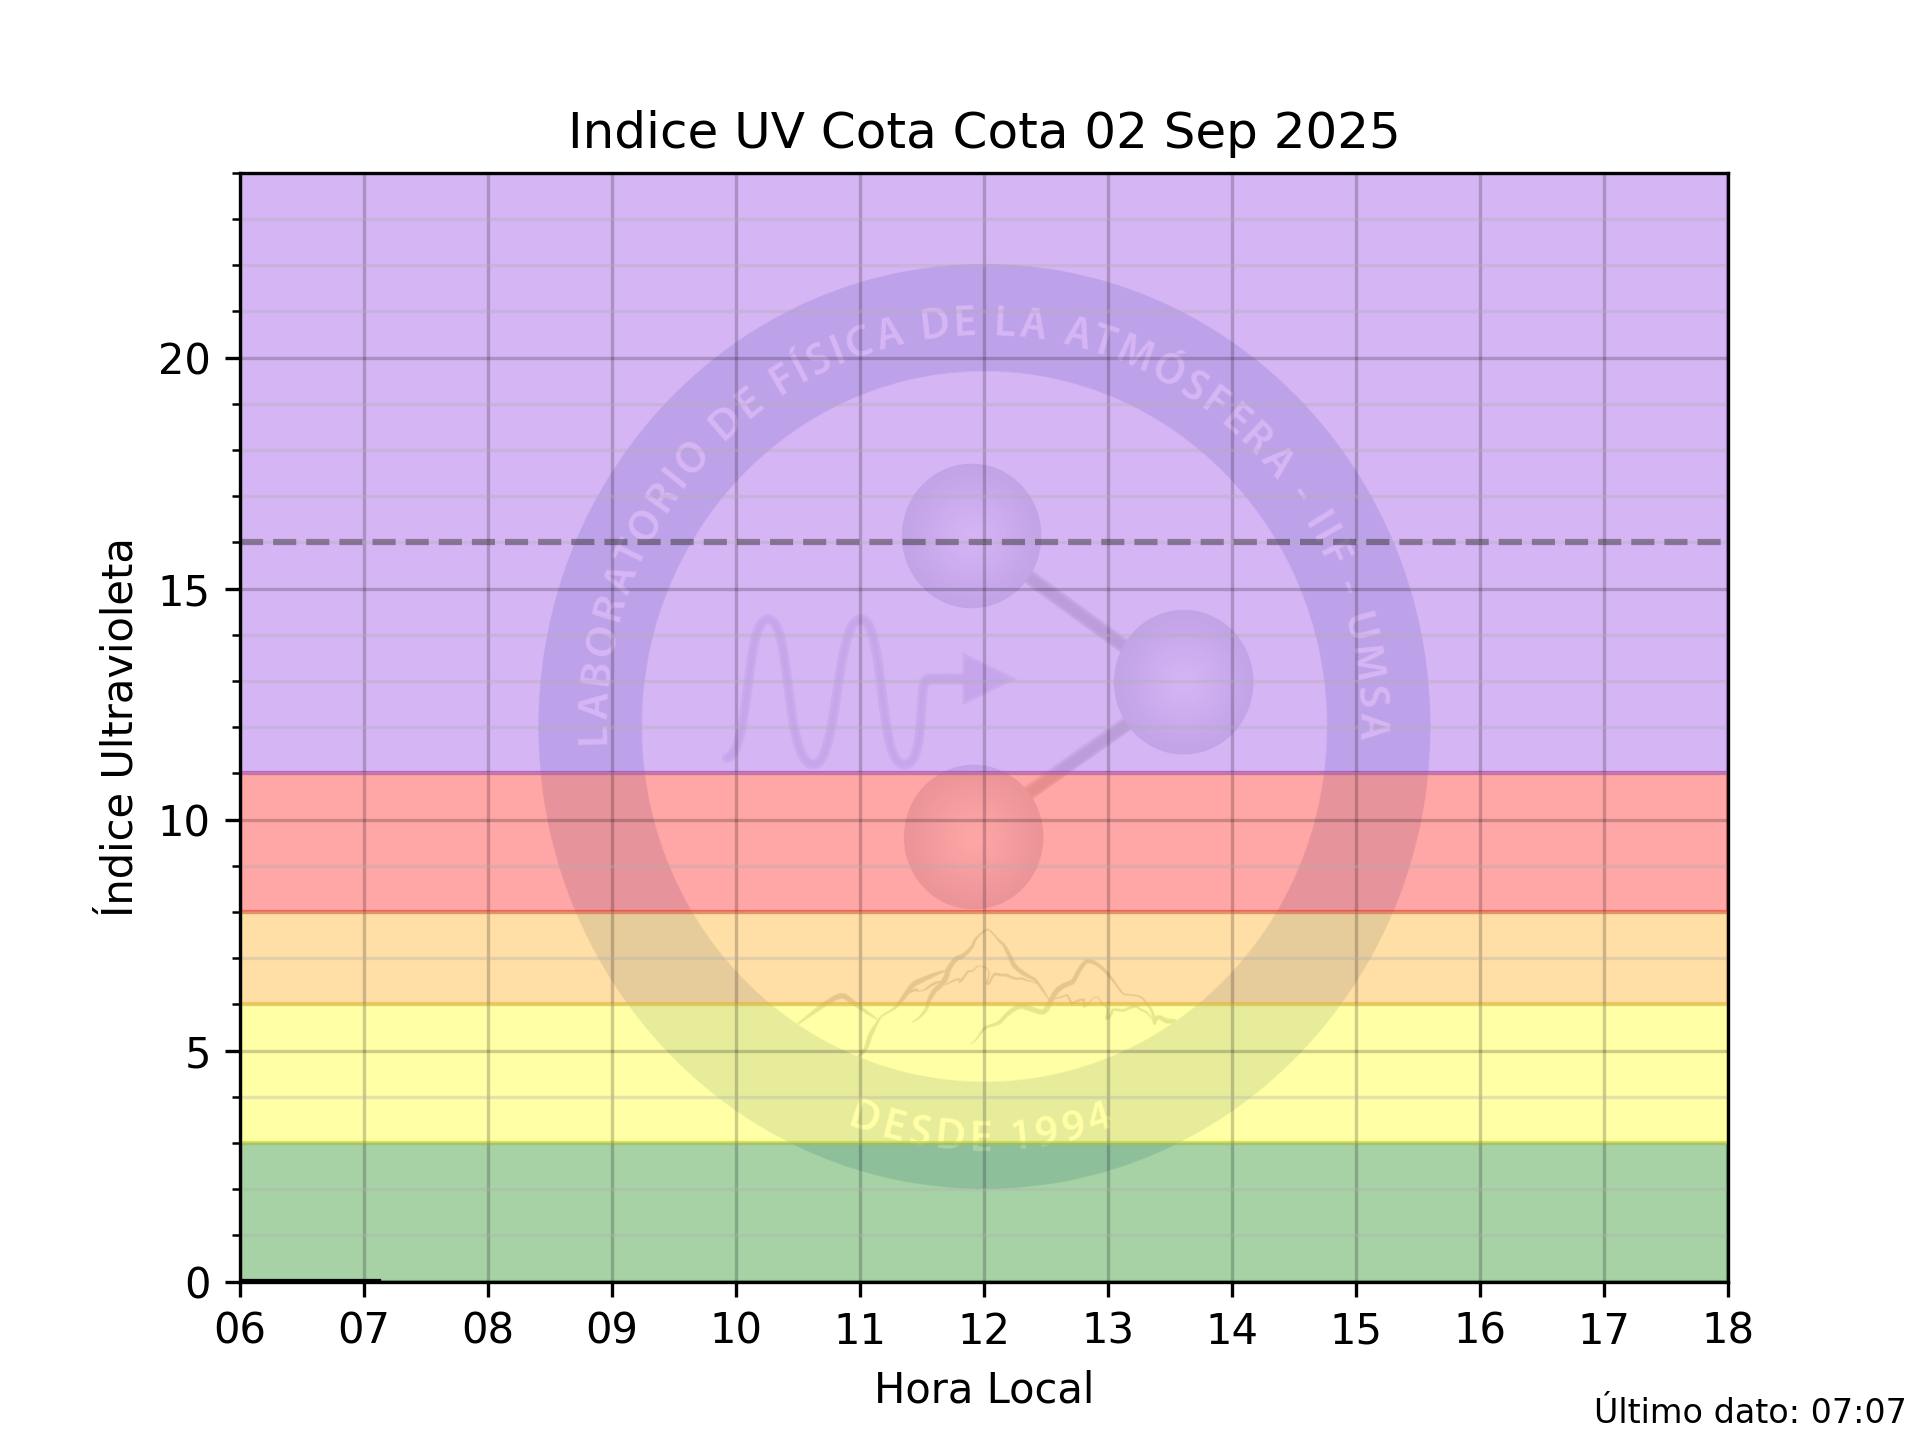 Indice UV Cota Cota 02 Sep 2025
Índice Ultravioleta
20
15
10
5
0
LABORATORIO DE FÍSICA DE LA ATMÓSFERA - IIF - UMSA
DESDE 1994
06 07 08 09 10 11 12 13 14 15 16 17 18
Hora Local
Último dato: 07:07